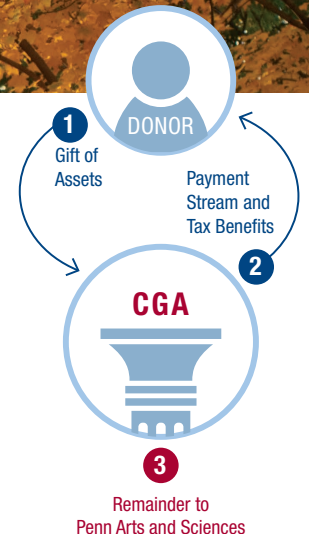 DONOR
1
Gift of
Assets
Payment
Stream and
Tax Benefits
2
CGA
3
Remainder to
Penn Arts and Sciences